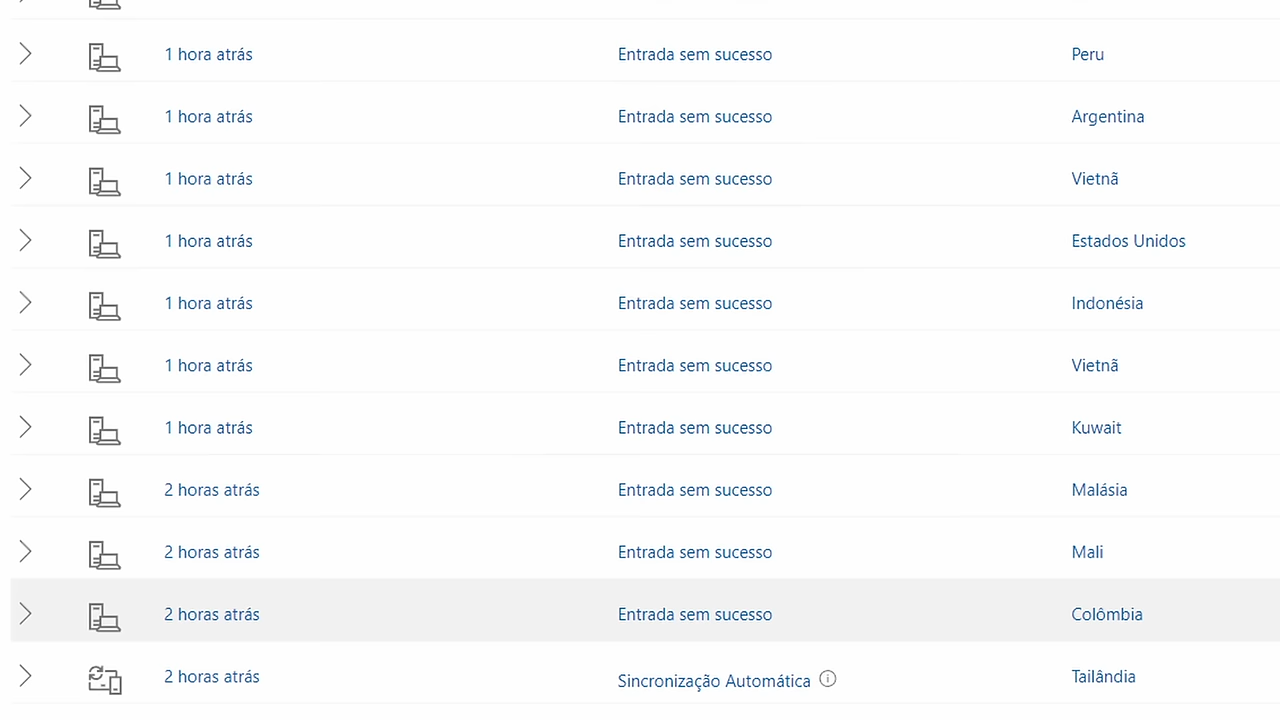 1 hora atrás Entrada sem sucesso Peru
1 hora atrás Entrada sem sucesso Argentina
1 hora atrás Entrada sem sucesso Vietnã
1 hora atrás Entrada sem sucesso Estados Unidos
1 hora atrás Entrada sem sucesso Indonésia
1 hora atrás Entrada sem sucesso Vietnã
1 hora atrás Entrada sem sucesso Kuwait
2 horas atrás Entrada sem sucesso Malásia
2 horas atrás Entrada sem sucesso Mali
2 horas atrás Entrada sem sucesso Colômbia
2 horas atrás Sincronização Automática Tailândia